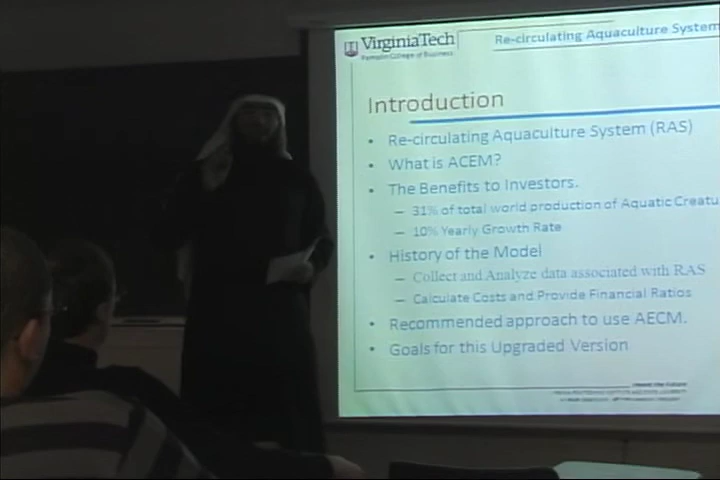 VirginiaTech
Pamplin College of Business
Re-circulating Aquaculture System
Introduction
• Re-circulating Aquaculture System (RAS)
• What is ACEM?
• The Benefits to Investors.
– 31% of total world production of Aquatic Creatu
– 10% Yearly Growth Rate
• History of the Model
– Collect and Analyze data associated with RAS
– Calculate Costs and Provide Financial Ratios
• Recommended approach to use AECM.
• Goals for this Upgraded Version